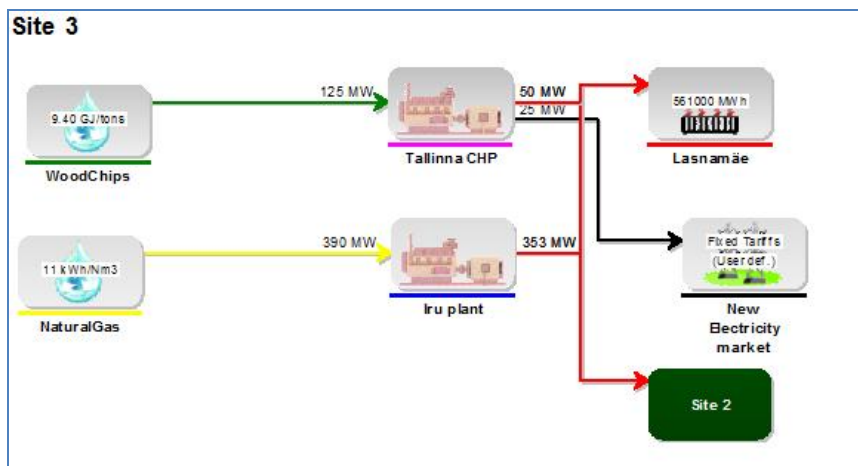 Site 3
125 MW
50 MW
25 MW
9.40 GJ/tons
561000 MWh
WoodChips
Tallinna CHP
Lasnamäe
390 MW
353 MW
11 kWh/Nm3
Fixed Tariffs
(User def.)
NaturalGas
Iru plant
New
Electricity
market
Site 2